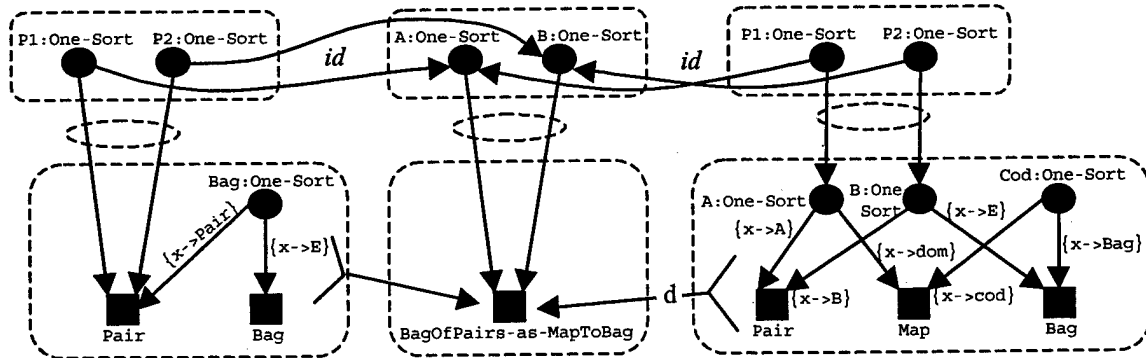 P1:One-Sort P2:One-Sort
id
A:One-Sort B:One-Sort
id
P1:One-Sort P2:One-Sort
Bag:One-Sort
{x->Pair}
{x->E}
Pair
Bag
BagOfPairs-as-MapToBag
d
A:One-Sort
B:One
Sort
Cod:One-Sort
{x->A}
{x->E}
{x->dom}
{x->Bag}
{x->B}
{x->cod}
Pair
Map
Bag